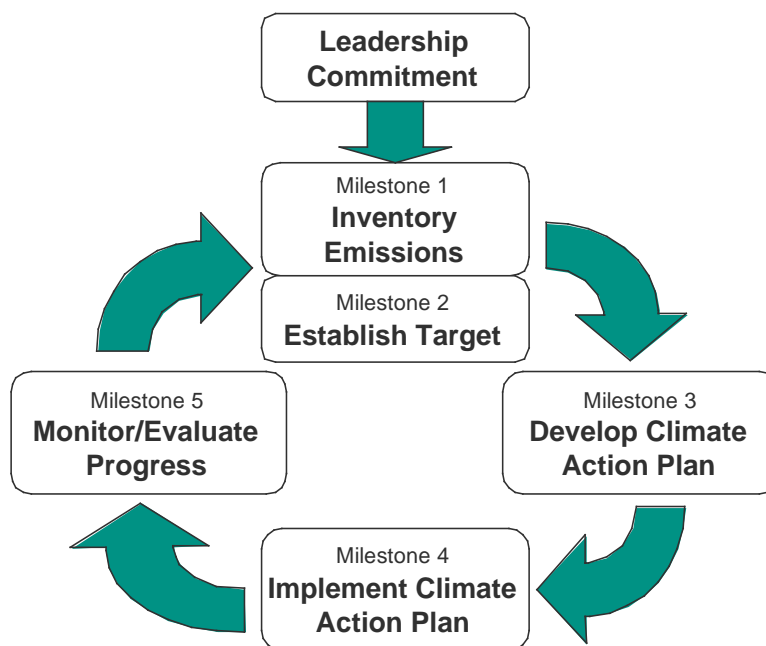 Leadership
Commitment
Milestone 1
Inventory
Emissions
Milestone 2
Establish Target
Milestone 3
Develop Climate
Action Plan
Milestone 4
Implement Climate
Action Plan
Milestone 5
Monitor/Evaluate
Progress